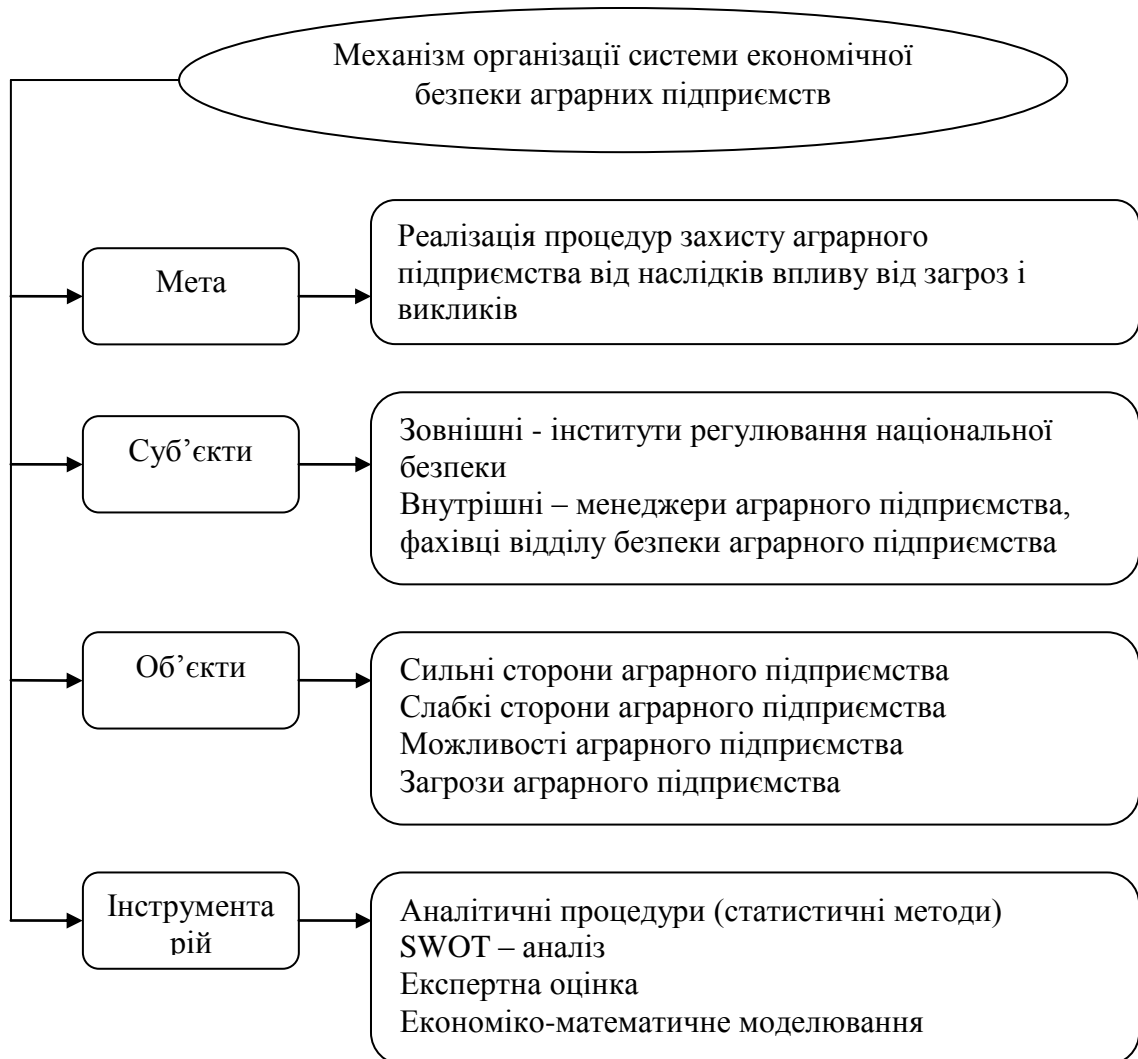 Механізм організації системи економічної
безпеки аграрних підприємств
Мета
Реалізація процедур захисту аграрного
підприємства від наслідків впливу від загроз і
викликів
Суб’єкти
Зовнішні - інститути регулювання національної
безпеки
Внутрішні – менеджери аграрного підприємства,
фахівці відділу безпеки аграрного підприємства
Об’єкти
Сильні сторони аграрного підприємства
Слабкі сторони аграрного підприємства
Можливості аграрного підприємства
Загрози аграрного підприємства
Інструмента
рій
Аналітичні процедури (статистичні методи)
SWOT – аналіз
Експертна оцінка
Економіко-математичне моделювання